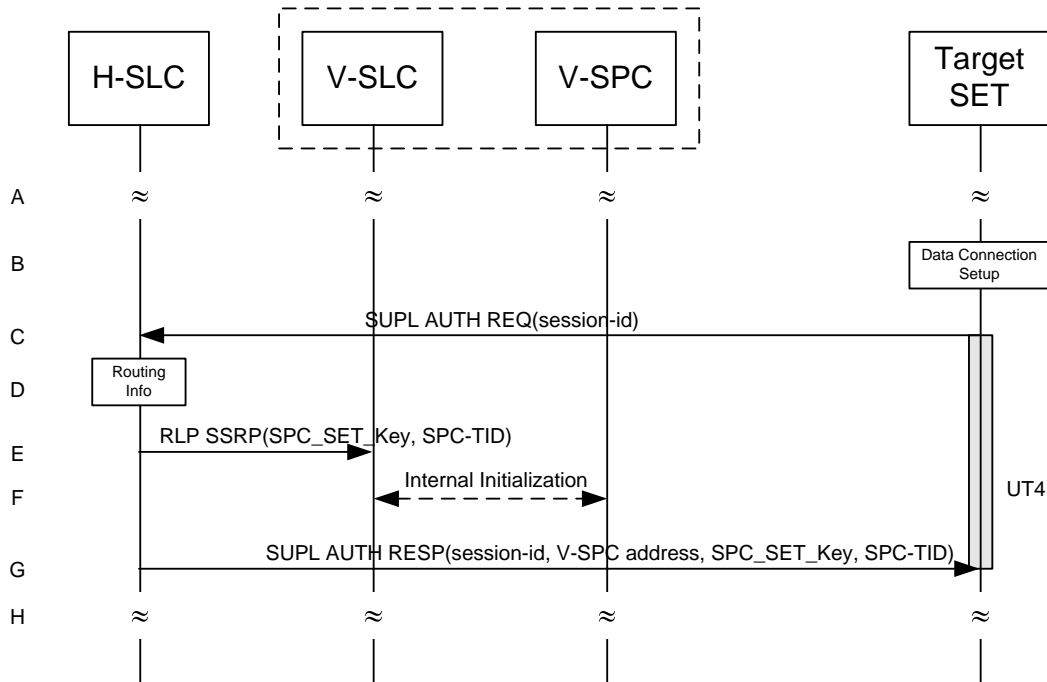 H-SLC
V-SLC
V-SPC
Target
SET
A
≈ ≈ ≈ ≈
B
Data Connection
Setup
SUPL AUTH REQ(session-id)
C
Routing
Info
D
RLP SSRP(SPC_SET_Key, SPC-TID)
E
Internal Initialization
F
UT4
SUPL AUTH RESP(session-id, V-SPC address, SPC_SET_Key, SPC-TID)
G
H
≈ ≈ ≈ ≈